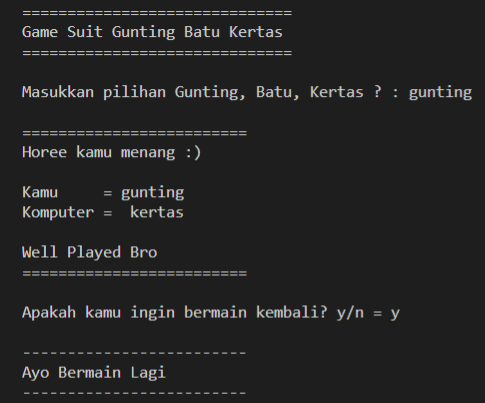 ==============================
Game Suit Gunting Batu Kertas
==============================
Masukkan pilihan Gunting, Batu, Kertas ? : gunting
=========================
Horee kamu menang :)
Kamu     = gunting
Komputer =  kertas
Well Played Bro
=========================
Apakah kamu ingin bermain kembali? y/n = y
-------------------------
Ayo Bermain Lagi
-------------------------